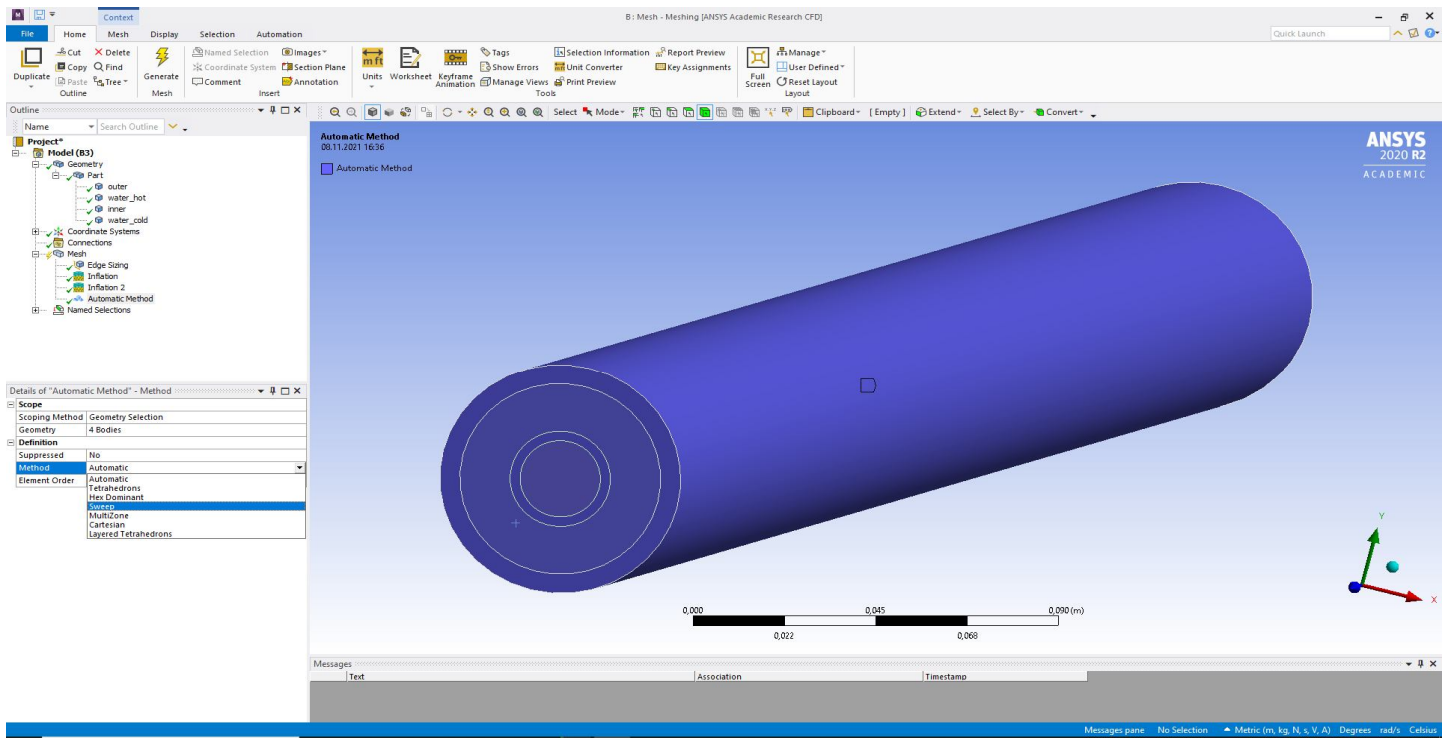 B : Mesh - Meshing [ANSYS Academic Research CFD]
Context
File Home Mesh Display Selection Automation
Quick Launch
Duplicate
Cut
Copy
Paste
Delete
Find
Tree
Outline
Generate
Mesh
Named Selection
Coordinate System
Comment
Images
Section Plane
Annotation
Insert
Units
Worksheet
Keyframe
Animation
Tags
Show Errors
Manage Views
Selection Information
Unit Converter
Print Preview
Report Preview
Key Assignments
Tools
Full
Screen
Manage
User Defined
Reset Layout
Layout
Outline
Name Search Outline
Project*
Model (B3)
Geometry
Part
outer
water_hot
inner
water_cold
Coordinate Systems
Connections
Mesh
Edge Sizing
Inflation
Inflation 2
Automatic Method
Named Selections
Select Mode Clipboard [ Empty ] Extend Select By Convert
Automatic Method
08.11.2021 16:36
Automatic Method
ANSYS
2020 R2
ACADEMIC
Details of "Automatic Method" - Method
Scope
Scoping Method Geometry Selection
Geometry 4 Bodies
Definition
Suppressed No
Method Automatic
Element Order
Automatic
Tetrahedrons
Hex Dominant
Sweep
MultiZone
Cartesian
Layered Tetrahedrons
0,000 0,045 0,090 (m)
0,022 0,068
Y
X
Messages
Text Association Timestamp
Messages pane No Selection Metric (m, kg, N, s, V, A) Degrees rad/s Celsius